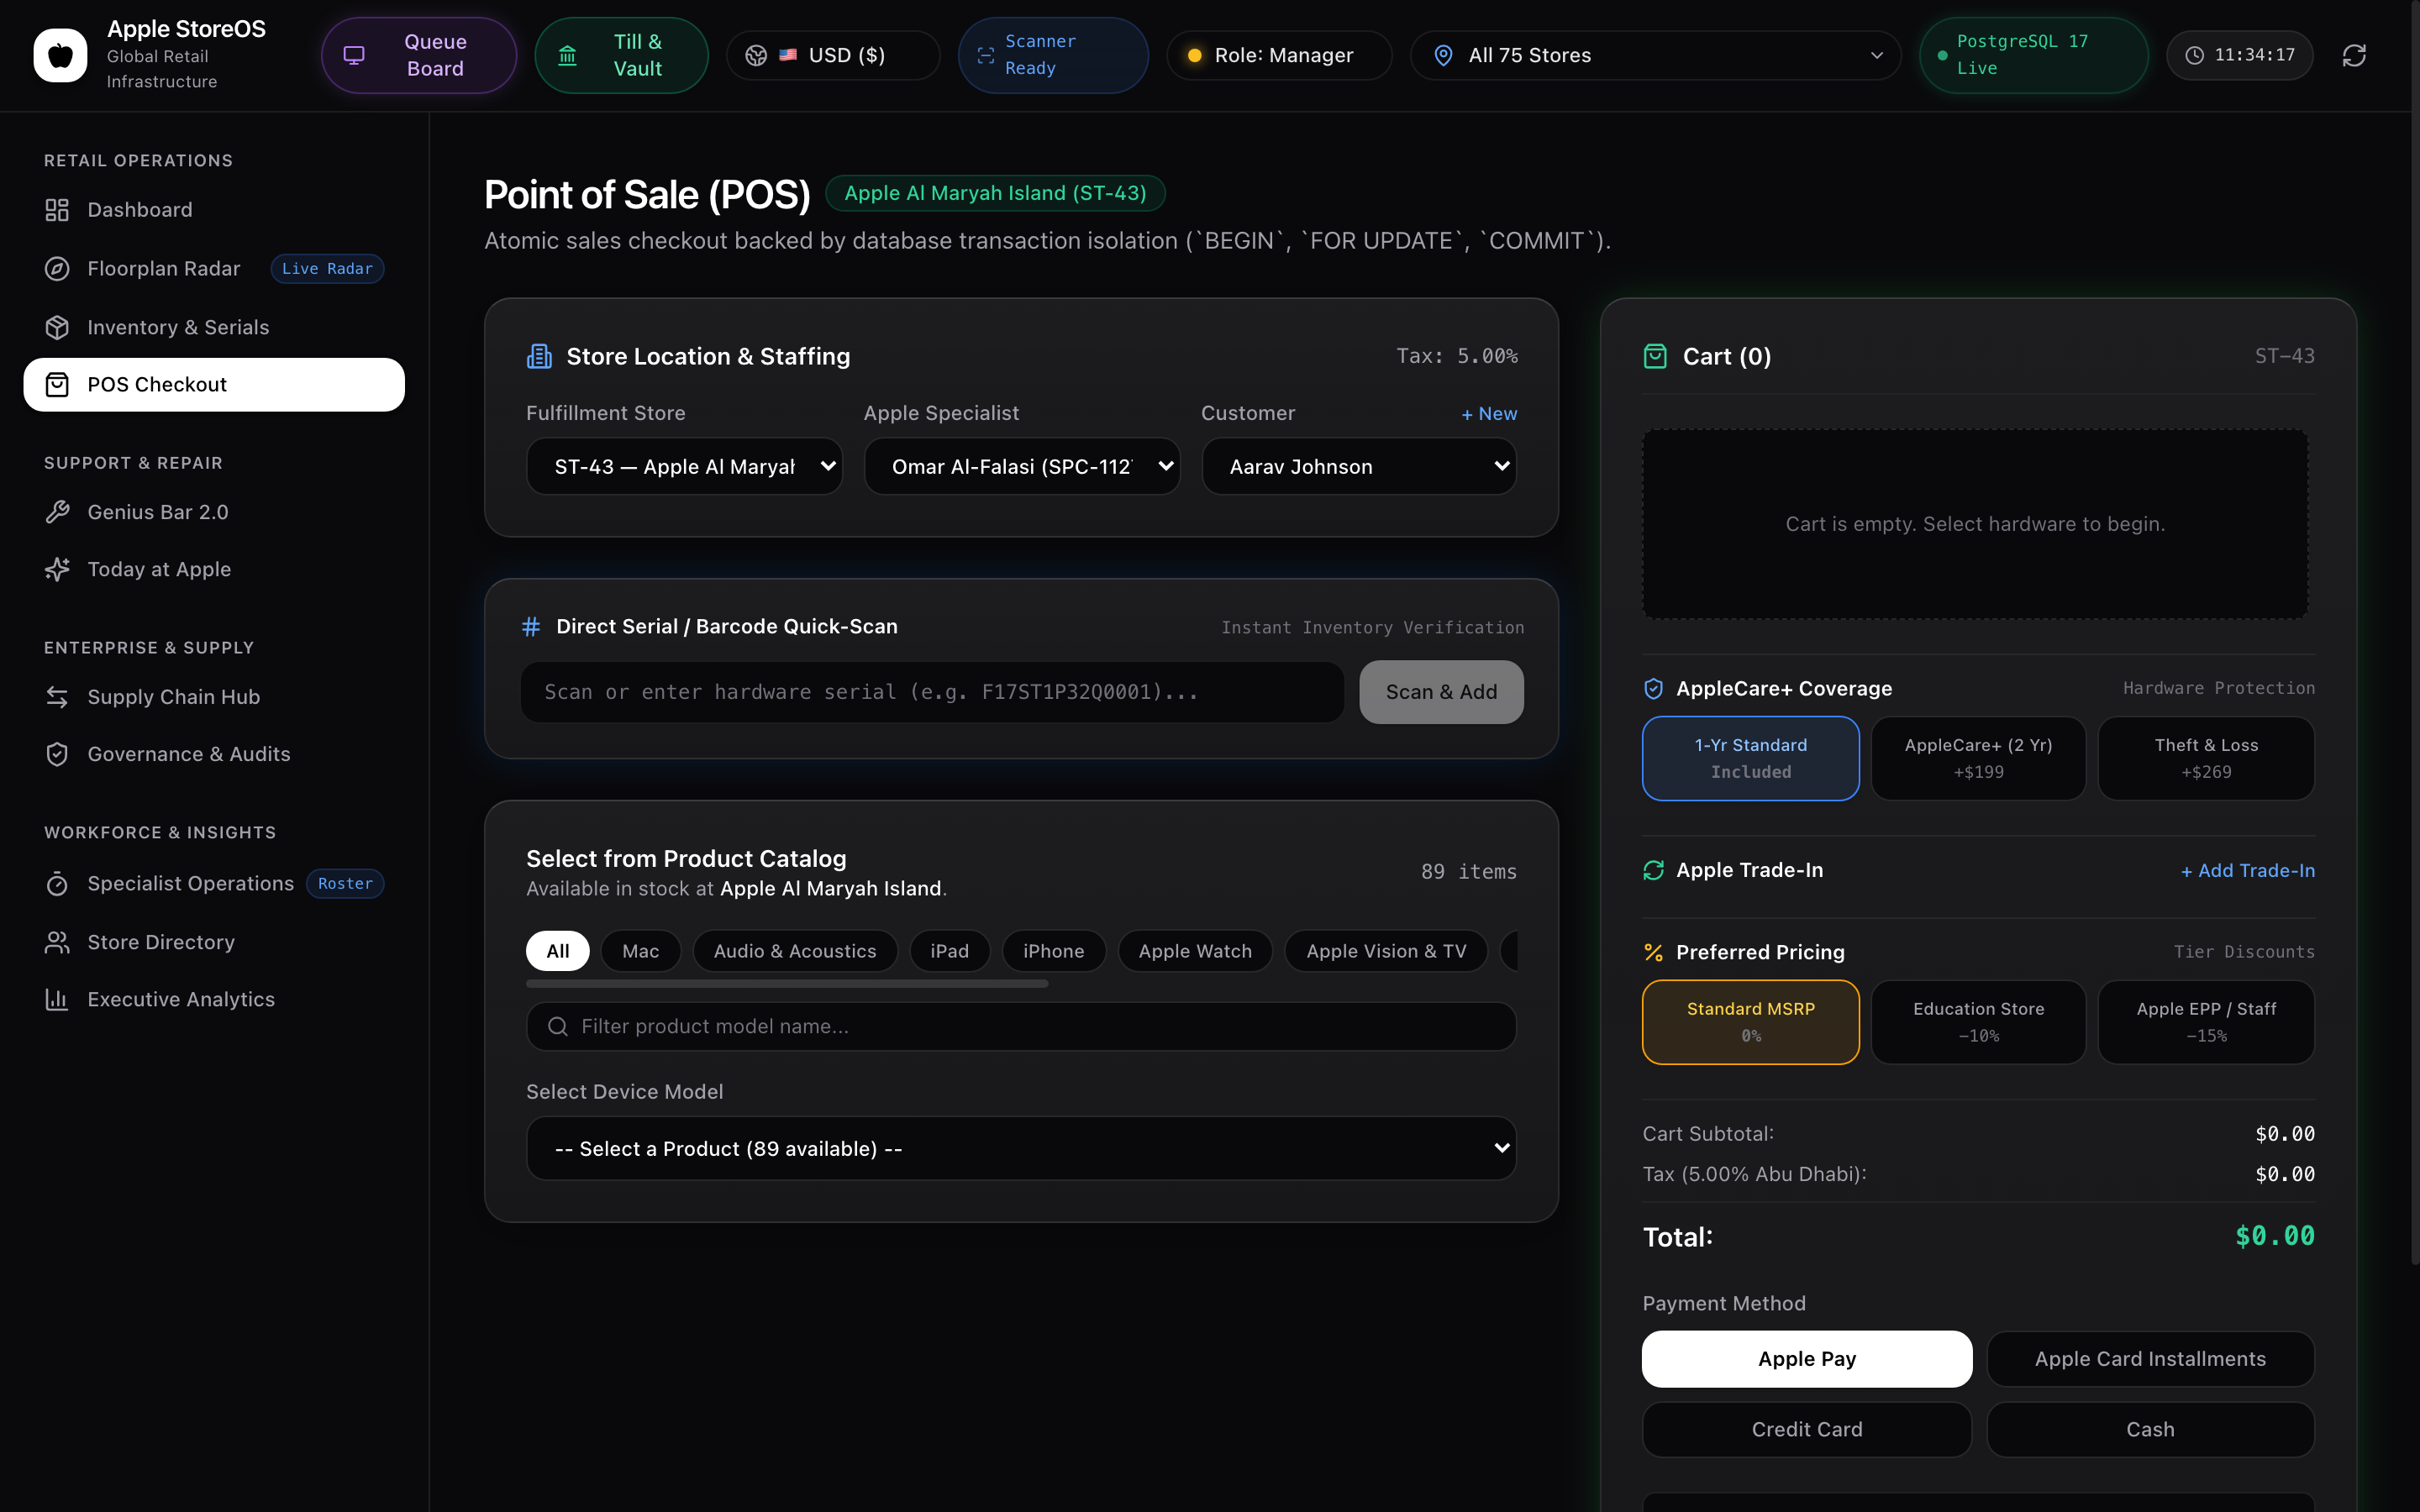 Apple StoreOS
Global Retail
Infrastructure
Queue
Board
Till &
Vault
USD ($)
Scanner
Ready
Role: Manager
All 75 Stores
PostgreSQL 17
Live
11:34:17
RETAIL OPERATIONS
Dashboard
Floorplan Radar
Live Radar
Inventory & Serials
POS Checkout
SUPPORT & REPAIR
Genius Bar 2.0
Today at Apple
ENTERPRISE & SUPPLY
Supply Chain Hub
Governance & Audits
WORKFORCE & INSIGHTS
Specialist Operations
Roster
Store Directory
Executive Analytics
Point of Sale (POS)
Apple Al Maryah Island (ST-43)
Atomic sales checkout backed by database transaction isolation (`BEGIN`, `FOR UPDATE`, `COMMIT`).
Store Location & Staffing
Tax: 5.00%
Fulfillment Store
Apple Specialist
Customer
+ New
ST-43 — Apple Al Maryah
Omar Al-Falasi (SPC-112
Aarav Johnson
Direct Serial / Barcode Quick-Scan
Instant Inventory Verification
Scan or enter hardware serial (e.g. F17ST1P32Q0001)...
Scan & Add
Select from Product Catalog
Available in stock at Apple Al Maryah Island.
89 items
All
Mac
Audio & Acoustics
iPad
iPhone
Apple Watch
Apple Vision & TV
Filter product model name...
Select Device Model
-- Select a Product (89 available) --
Cart (0)
ST-43
Cart is empty. Select hardware to begin.
AppleCare+ Coverage
Hardware Protection
1-Yr Standard
Included
AppleCare+ (2 Yr)
+$199
Theft & Loss
+$269
Apple Trade-In
+ Add Trade-In
Preferred Pricing
Tier Discounts
Standard MSRP
0%
Education Store
-10%
Apple EPP / Staff
-15%
Cart Subtotal:
$0.00
Tax (5.00% Abu Dhabi):
$0.00
Total:
$0.00
Payment Method
Apple Pay
Apple Card Installments
Credit Card
Cash